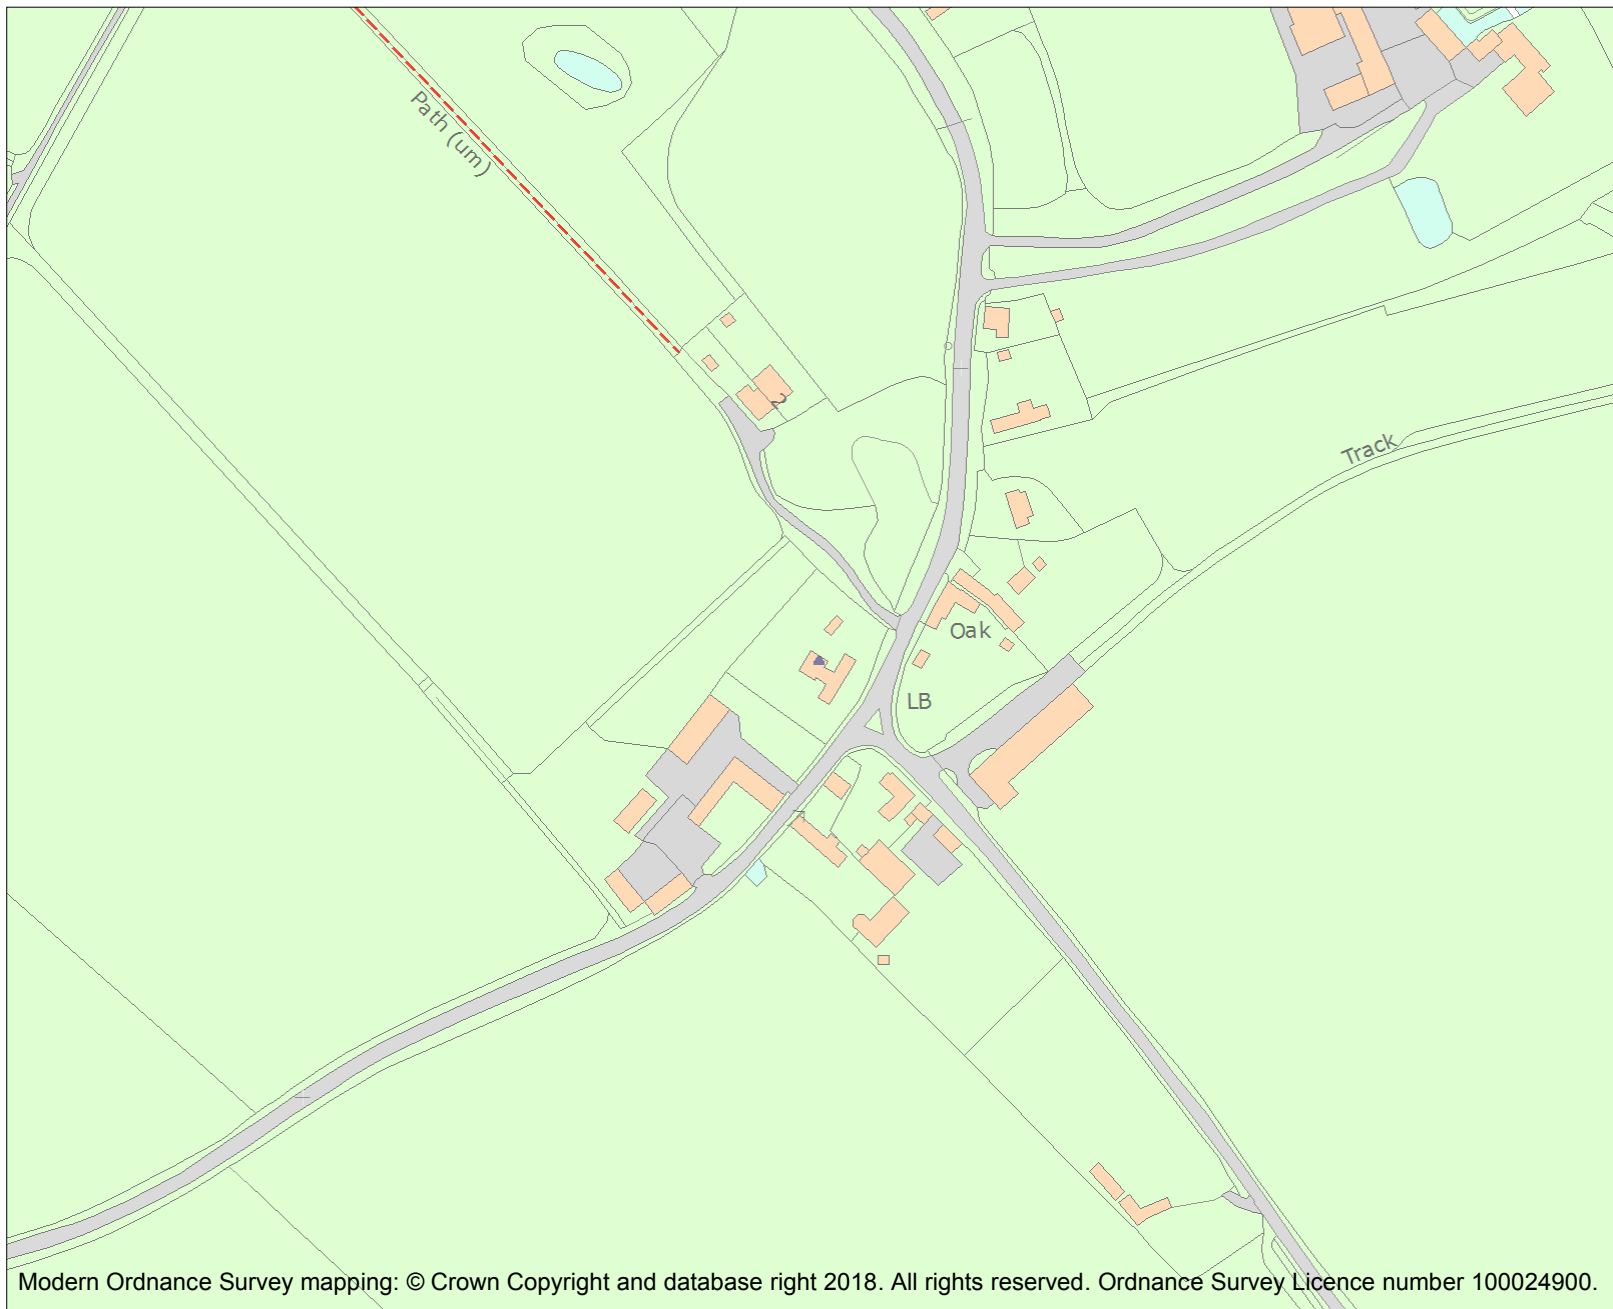 Path (um)
2
Track
Oak
LB
Modern Ordnance Survey mapping: © Crown Copyright and database right 2018. All rights reserved. Ordnance Survey Licence number 100024900.